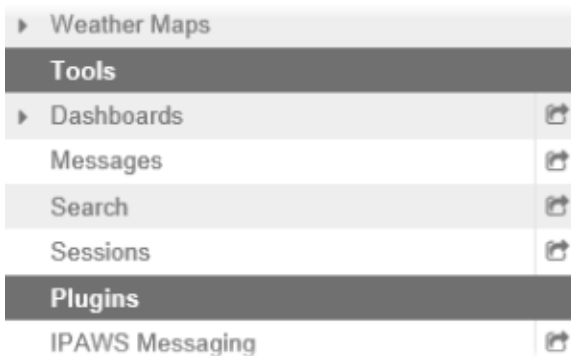 Weather Maps
Tools
Dashboards
Messages
Search
Sessions
Plugins
IPAWS Messaging